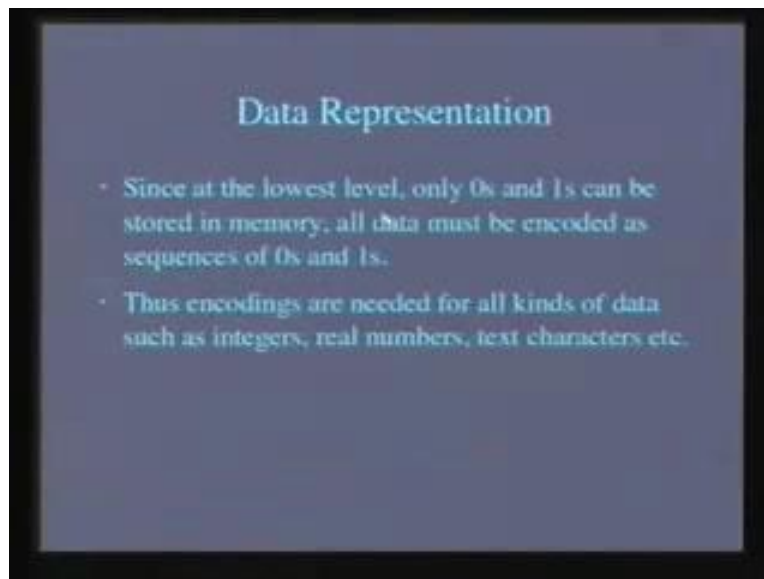 Data Representation
· Since at the lowest level, only 0s and 1s can be
stored in memory, all data must be encoded as
sequences of 0s and 1s.
· Thus encodings are needed for all kinds of data
such as integers, real numbers, text characters etc.